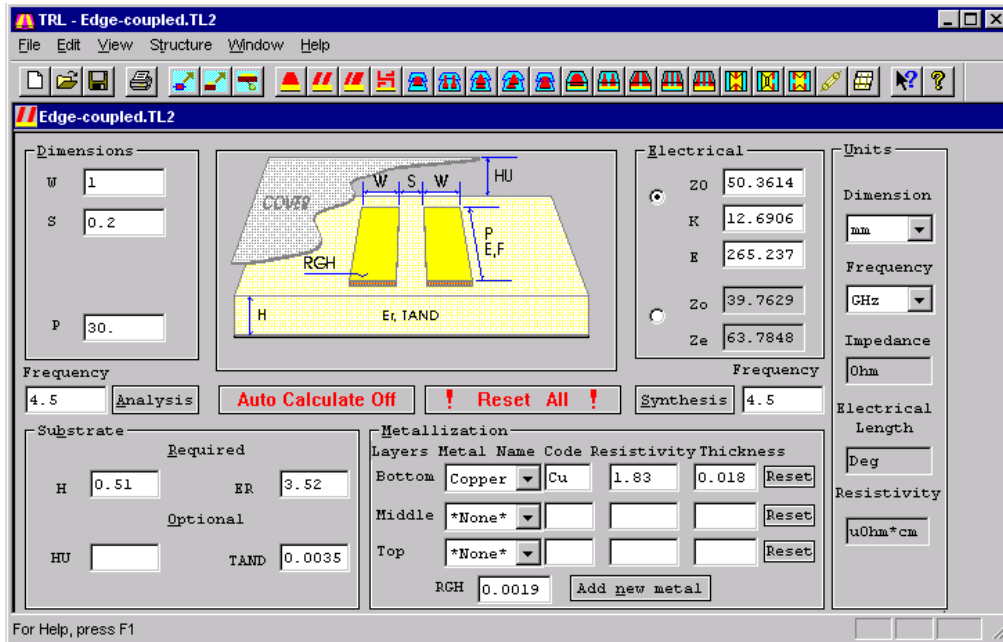 TRL - Edge-coupled.TL2
File Edit View Structure Window Help
Edge-coupled.TL2
Dimensions
W 1
S 0.2
P 30.
COVER
W S W
HU
P
E,F
RGH
H
Er, TAND
Electrical
Z0 50.3614
K 12.6906
E 265.237
Zo 39.7629
Ze 63.7848
Units
Dimension
mm
Frequency
GHz
Impedance
Ohm
Electrical
Length
Deg
Resistivity
uOhm*cm
Frequency
4.5 Analysis
Auto Calculate Off
! Reset All !
Frequency
Synthesis 4.5
Substrate
Required
H 0.51 ER 3.52
Optional
HU TAND 0.0035
Metallization
Layers Metal Name Code Resistivity Thickness
Bottom Copper Cu 1.83 0.018 Reset
Middle *None* Reset
Top *None* Reset
RGH 0.0019 Add new metal
For Help, press F1